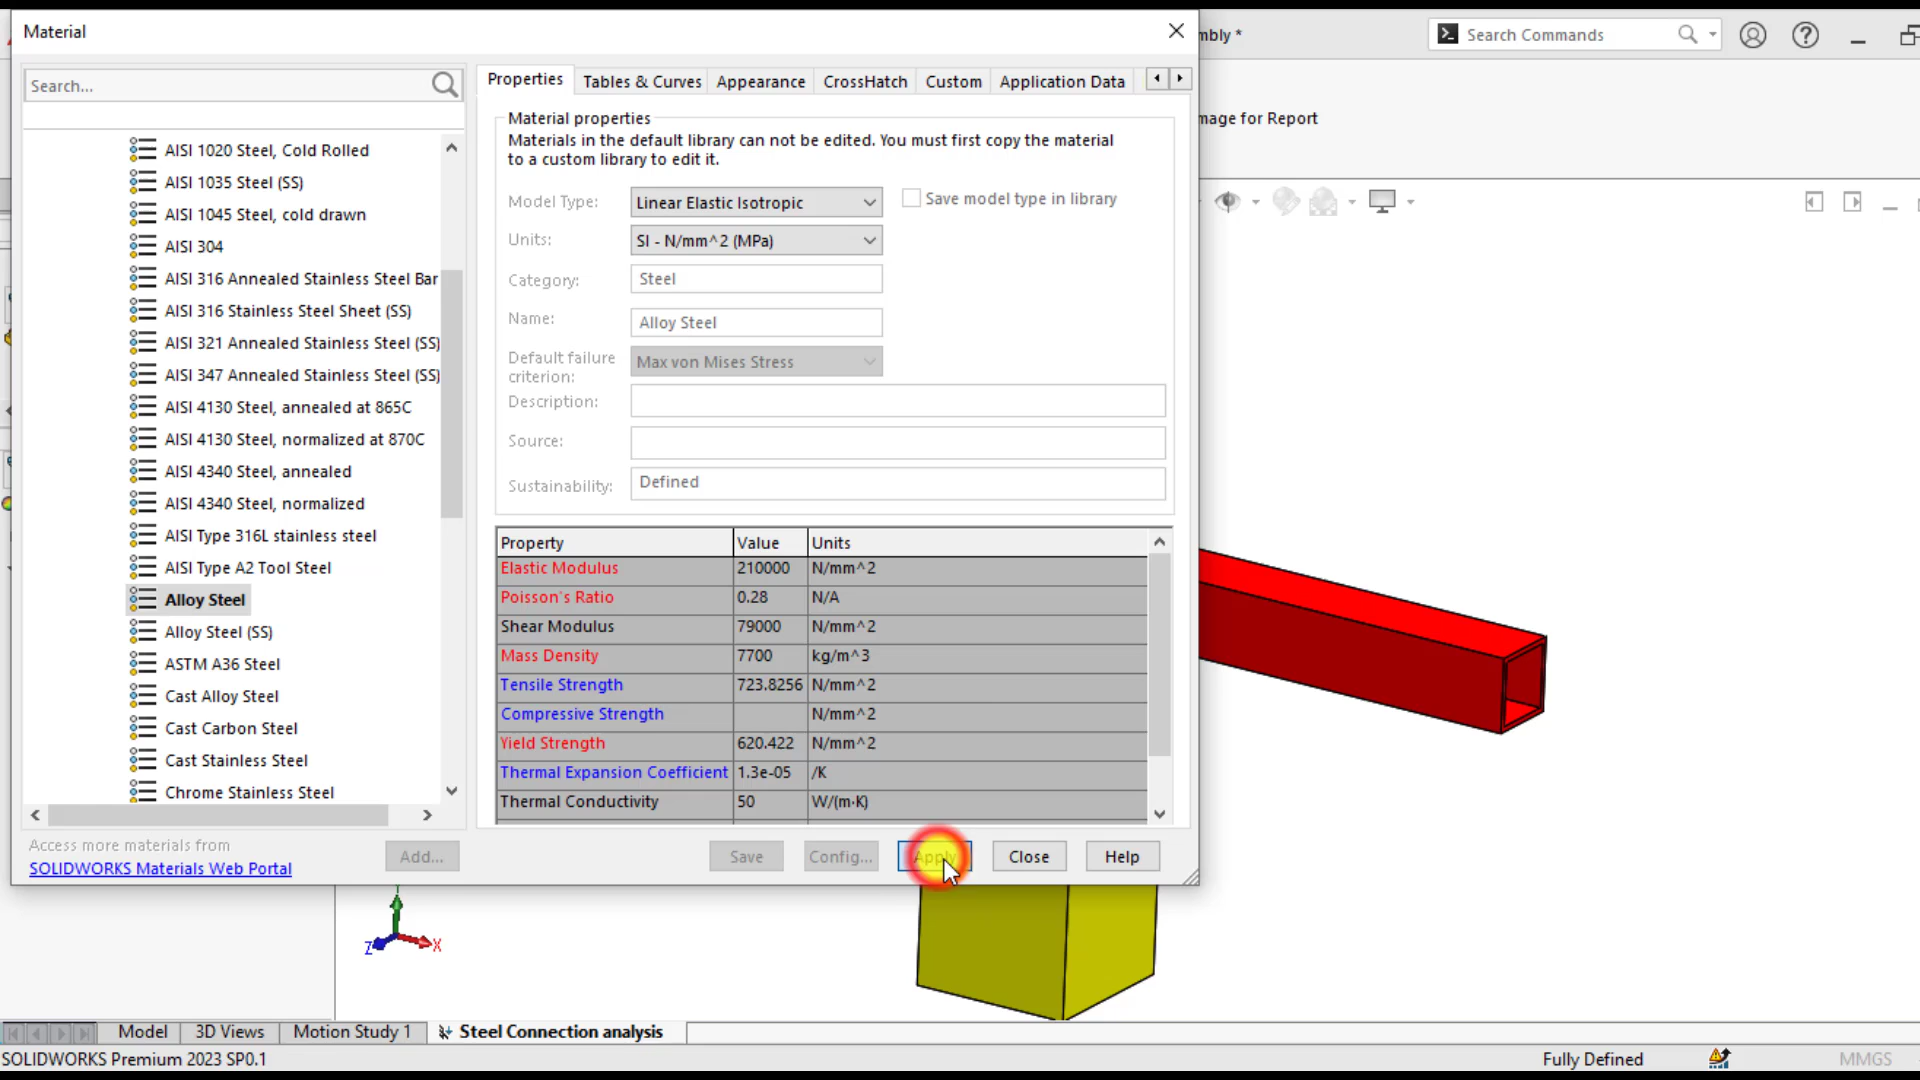 Material
mbly *
Search Commands
Search...
Properties
Tables & Curves
Appearance
CrossHatch
Custom
Application Data
mage for Report
Material properties
Materials in the default library can not be edited. You must first copy the material
to a custom library to edit it.
Model Type:
Linear Elastic Isotropic
Save model type in library
Units:
SI - N/mm^2 (MPa)
Category:
Steel
Name:
Alloy Steel
Default failure
criterion:
Max von Mises Stress
Description:
Source:
Sustainability:
Defined
AISI 1020 Steel, Cold Rolled
AISI 1035 Steel (SS)
AISI 1045 Steel, cold drawn
AISI 304
AISI 316 Annealed Stainless Steel Bar
AISI 316 Stainless Steel Sheet (SS)
AISI 321 Annealed Stainless Steel (SS)
AISI 347 Annealed Stainless Steel (SS)
AISI 4130 Steel, annealed at 865C
AISI 4130 Steel, normalized at 870C
AISI 4340 Steel, annealed
AISI 4340 Steel, normalized
AISI Type 316L stainless steel
AISI Type A2 Tool Steel
Alloy Steel
Alloy Steel (SS)
ASTM A36 Steel
Cast Alloy Steel
Cast Carbon Steel
Cast Stainless Steel
Chrome Stainless Steel
Property Value Units
Elastic Modulus 210000 N/mm^2
Poisson's Ratio 0.28 N/A
Shear Modulus 79000 N/mm^2
Mass Density 7700 kg/m^3
Tensile Strength 723.8256 N/mm^2
Compressive Strength N/mm^2
Yield Strength 620.422 N/mm^2
Thermal Expansion Coefficient 1.3e-05 /K
Thermal Conductivity 50 W/(m·K)
Access more materials from
SOLIDWORKS Materials Web Portal
Add...
Save
Config...
Apply
Close
Help
Z
X
Model
3D Views
Motion Study 1
Steel Connection analysis
SOLIDWORKS Premium 2023 SP0.1
Fully Defined
MMGS